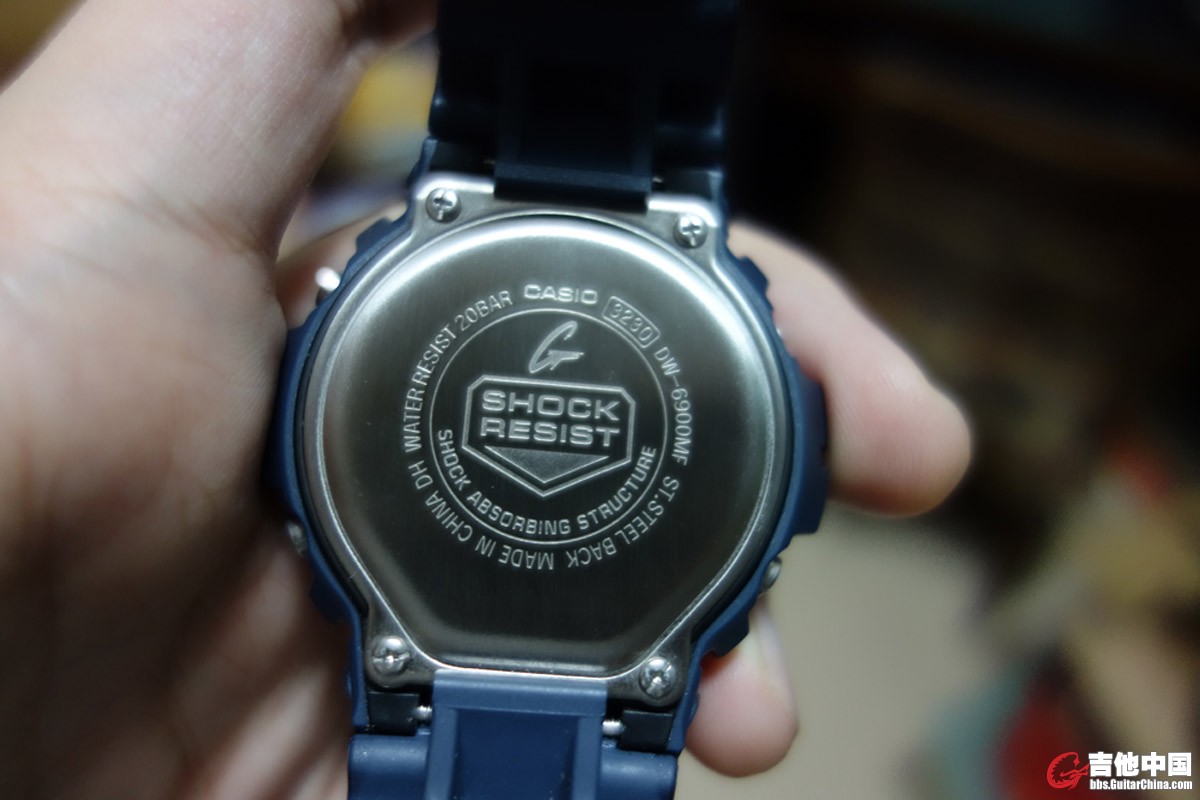 CASIO 3230 DW-6900MF ST.STEEL BACK MADE IN CHINA DH WATER RESIST 20BAR
G
SHOCK
RESIST
SHOCK ABSORBING STRUCTURE
吉他中国
bbs.GuitarChina.com